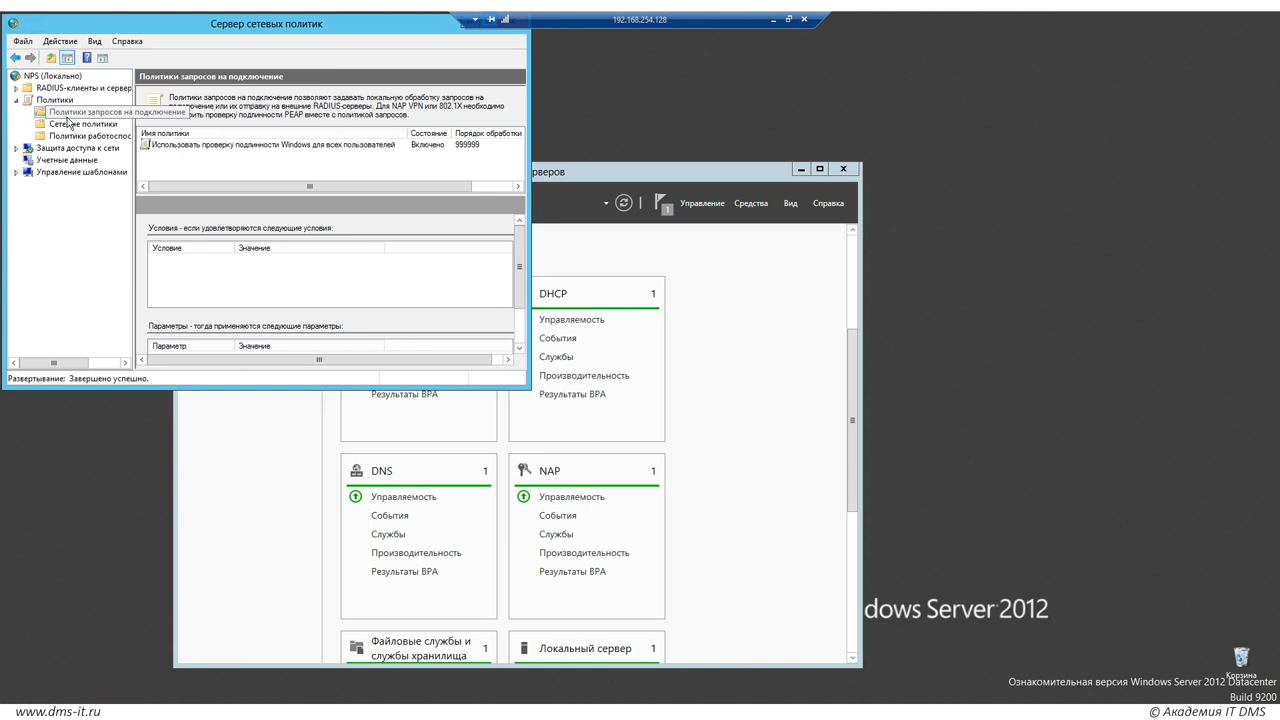 Сервер сетевых политик
192.168.254.128
Файл Действие Вид Справка
NPS (Локально)
RADIUS-клиенты и сервер
Политики
Политики запросов на подключение
Сетевые политики
Политики работоспос
Защита доступа к сети
Учетные данные
Управление шаблонами
Политики запросов на подключение
Политики запросов на подключение позволяют задавать локальную обработку запросов на
или их отправку на внешние RADIUS-серверы. Для NAP VPN или 802.1X необходимо
проверку подлинности PEAP вместе с политикой запросов.
Имя политики Состояние Порядок обработки
Использовать проверку подлинности Windows для всех пользователей Включено 999999
Условия - если удовлетворяются следующие условия:
Условие Значение
Параметры - тогда применяются следующие параметры:
Параметр Значение
Развертывание: Завершено успешно.
рверов
1 Управление Средства Вид Справка
DHCP 1
Управляемость
События
Службы
Производительность
Результаты BPA
Результаты BPA
DNS 1
Управляемость
События
Службы
Производительность
Результаты BPA
NAP 1
Управляемость
События
Службы
Производительность
Результаты BPA
Файловые службы и
службы хранилища 1
Локальный сервер 1
dows Server 2012
Корзина
Ознакомительная версия Windows Server 2012 Datacenter
Build 9200
www.dms-it.ru
© Академия IT DMS